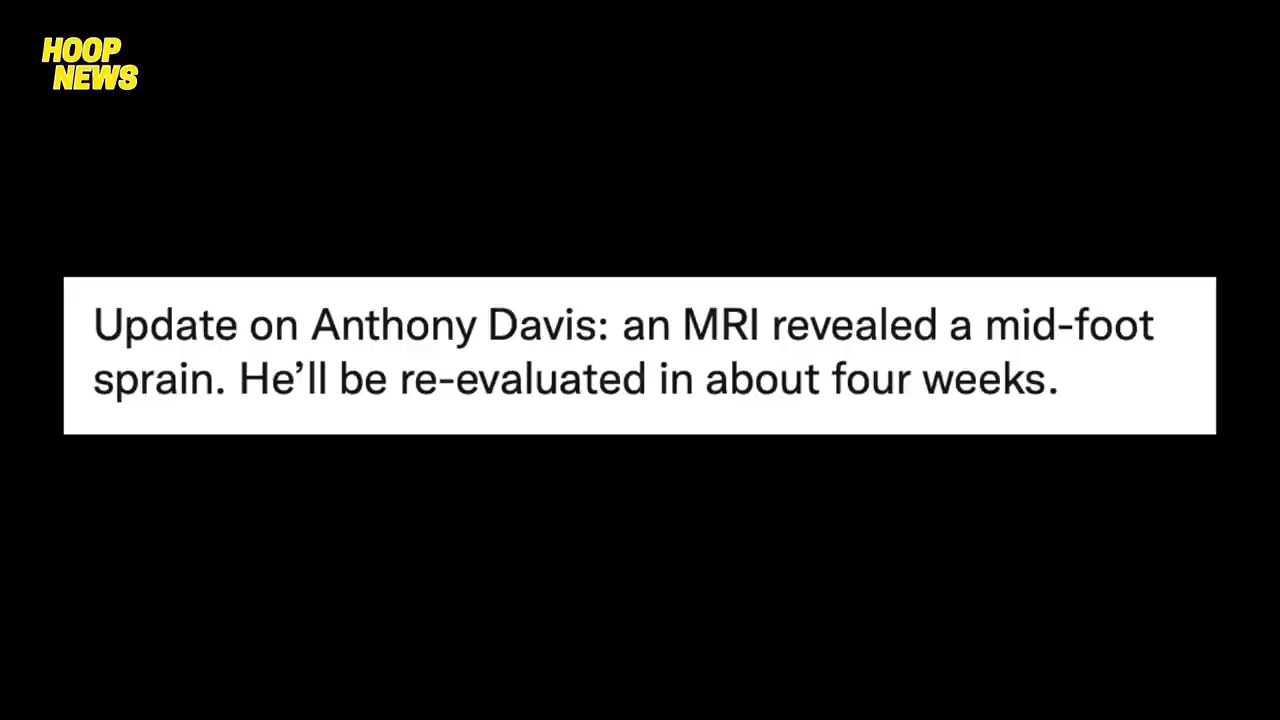 HOOP
NEWS
Update on Anthony Davis: an MRI revealed a mid-foot
sprain. He’ll be re-evaluated in about four weeks.